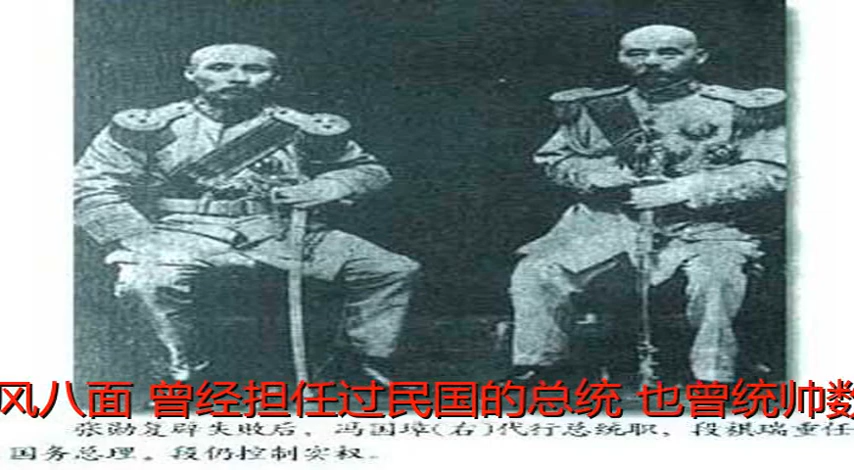 风八面 曾经担任过民国的总统 也曾统帅数
张勋复辟失败后，冯国璋(右)代行总统职，段祺瑞重任
国务总理。段仍控制实权。